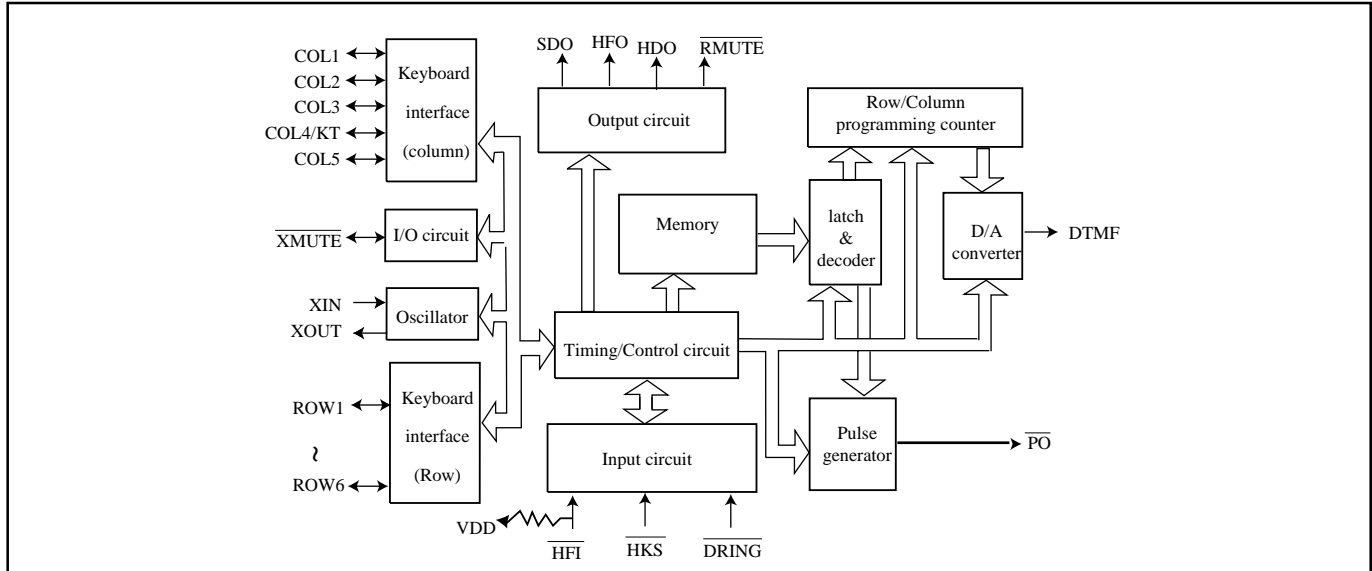 SDO
HFO
HDO
RMUTE
COL1
COL2
COL3
COL4/KT
COL5
Keyboard
interface
(column)
Output circuit
Row/Column
programming counter
XMUTE
I/O circuit
Memory
latch
&
decoder
D/A
converter
DTMF
XIN
XOUT
Oscillator
Timing/Control circuit
ROW1
~
ROW6
Keyboard
interface
(Row)
Input circuit
Pulse
generator
PO
VDD
HFI
HKS
DRING